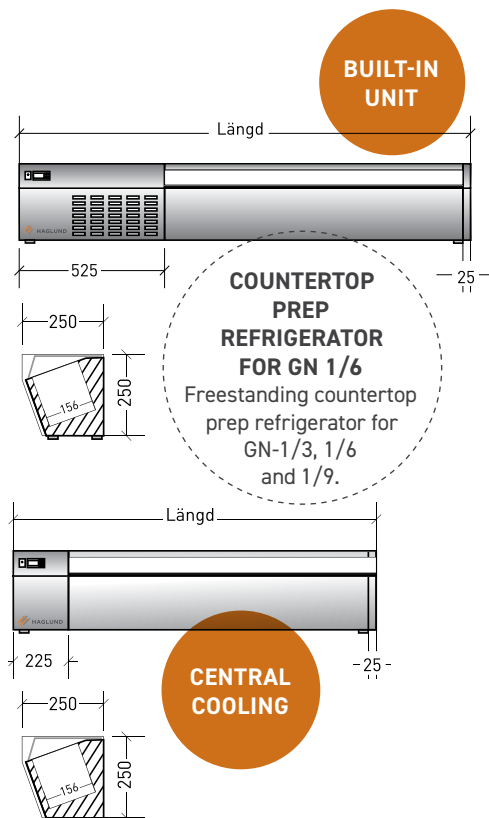 BUILT-IN
UNIT
Längd
HAGLUND
525
25
250
250
156
COUNTERTOP
PREP
REFRIGERATOR
FOR GN 1/6
Freestanding countertop
prep refrigerator for
GN-1/3, 1/6
and 1/9.
Längd
HAGLUND
225
25
CENTRAL
COOLING
250
250
156